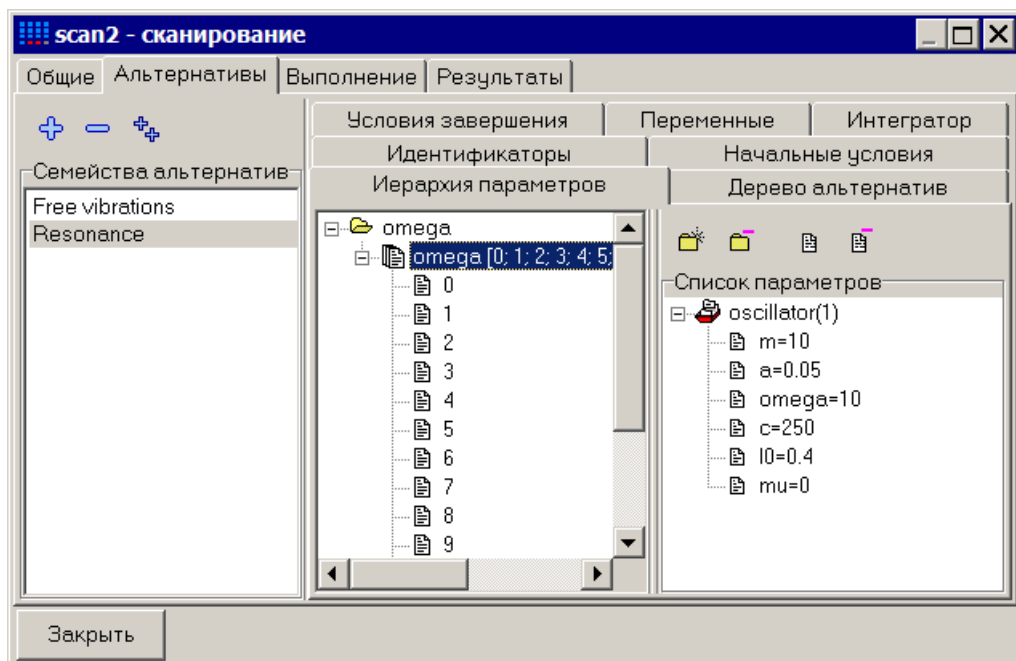 scan2 - сканирование
Общие Альтернативы Выполнение Результаты
Условия завершения Переменные Интегратор
Идентификаторы Начальные условия
Иерархия параметров Дерево альтернатив
Семейства альтернатив
Free vibrations
Resonance
omega
omega [0; 1; 2; 3; 4; 5;
0
1
2
3
4
5
6
7
8
9
Список параметров
oscillator(1)
m=10
a=0.05
omega=10
c=250
l0=0.4
mu=0
Закрыть